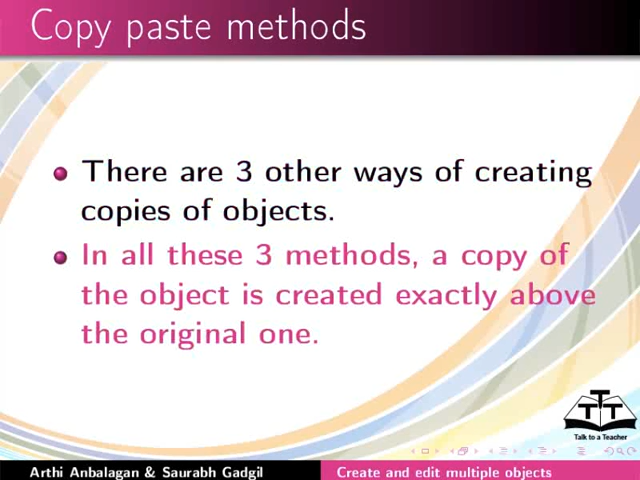 Copy paste methods
There are 3 other ways of creating
copies of objects.
In all these 3 methods, a copy of
the object is created exactly above
the original one.
TTT
Talk to a Teacher
Arthi Anbalagan & Saurabh Gadgil
Create and edit multiple objects